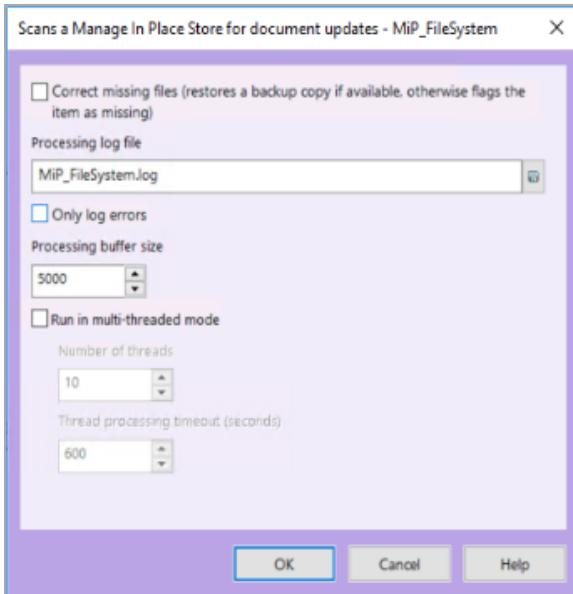 Scans a Manage In Place Store for document updates - MiP_FileSystem
Correct missing files (restores a backup copy if available, otherwise flags the
item as missing)
Processing log file
MiP_FileSystem.log
Only log errors
Processing buffer size
5000
Run in multi-threaded mode
Number of threads
10
Thread processing timeout (seconds)
600
OK Cancel Help